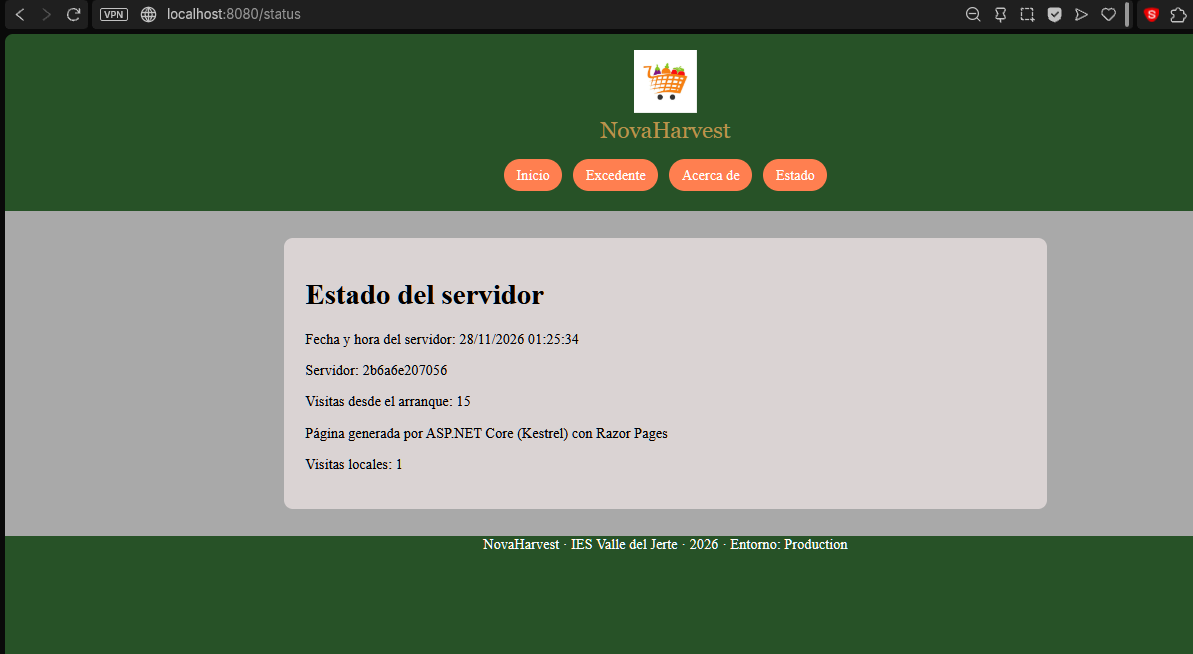 VPN
localhost:8080/status
S
NovaHarvest
Inicio Excedente Acerca de Estado
Estado del servidor
Fecha y hora del servidor: 28/11/2026 01:25:34
Servidor: 2b6a6e207056
Visitas desde el arranque: 15
Página generada por ASP.NET Core (Kestrel) con Razor Pages
Visitas locales: 1
NovaHarvest · IES Valle del Jerte · 2026 · Entorno: Production